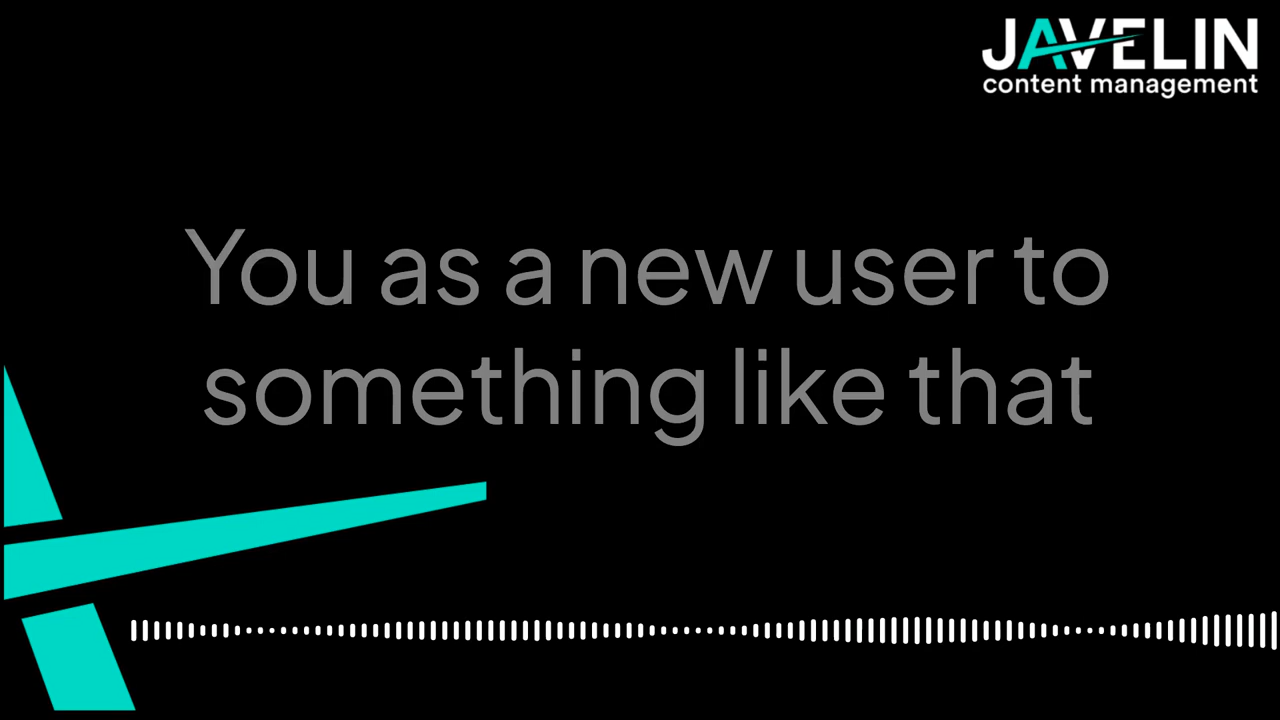 JAVELIN
content management
You as a new user to
something like that